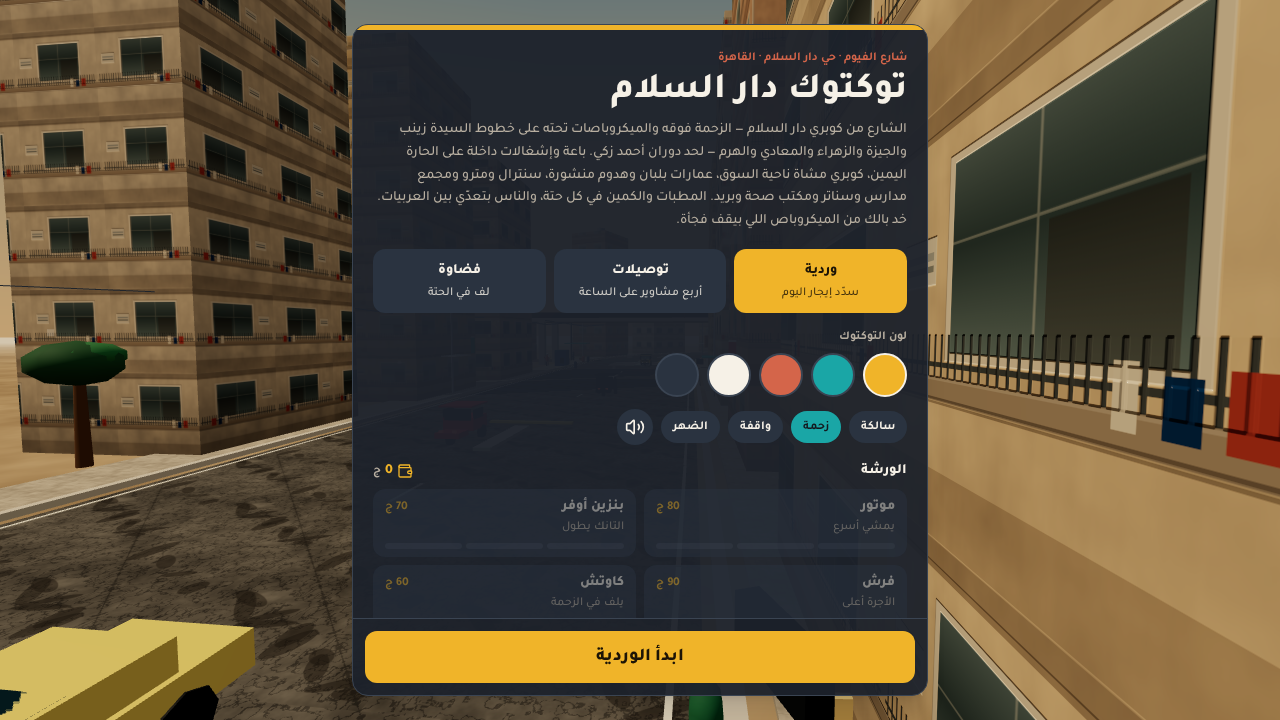 شارع الفيوم · حي دار السلام · القاهرة
توكتوك دار السلام
الشارع من كوبري دار السلام — الزحمة فوقه والميكروباصات تحته على خطوط السيدة زينب
والجيزة والزهراء والمعادي والهرم — لحد دوران أحمد زكي. باعة وإشغالات داخلة على الحارة
اليمين، كوبري مشاة ناحية السوق، عمارات بلبان وهدوم منشورة، سنترال ومترو ومجمع
مدارس وسناتر ومكتب صحة وبريد. المطبات والكمين في كل حتة، والناس بتعدّي بين العربيات.
خد بالك من الميكروباص اللي بيقف فجأة.
وردية
سدّد إيجار اليوم
توصيلات
أربع مشاوير على الساعة
فضاوة
لف في الحتة
لون التوكتوك
سالكة
زحمة
واقفة
الضهر
الورشة
0 ج
موتور
80 ج
يمشي أسرع
بنزين أوفر
70 ج
التانك يطول
فرش
90 ج
الأجرة أعلى
كاوتش
60 ج
يلف في الزحمة
ابدأ الوردية